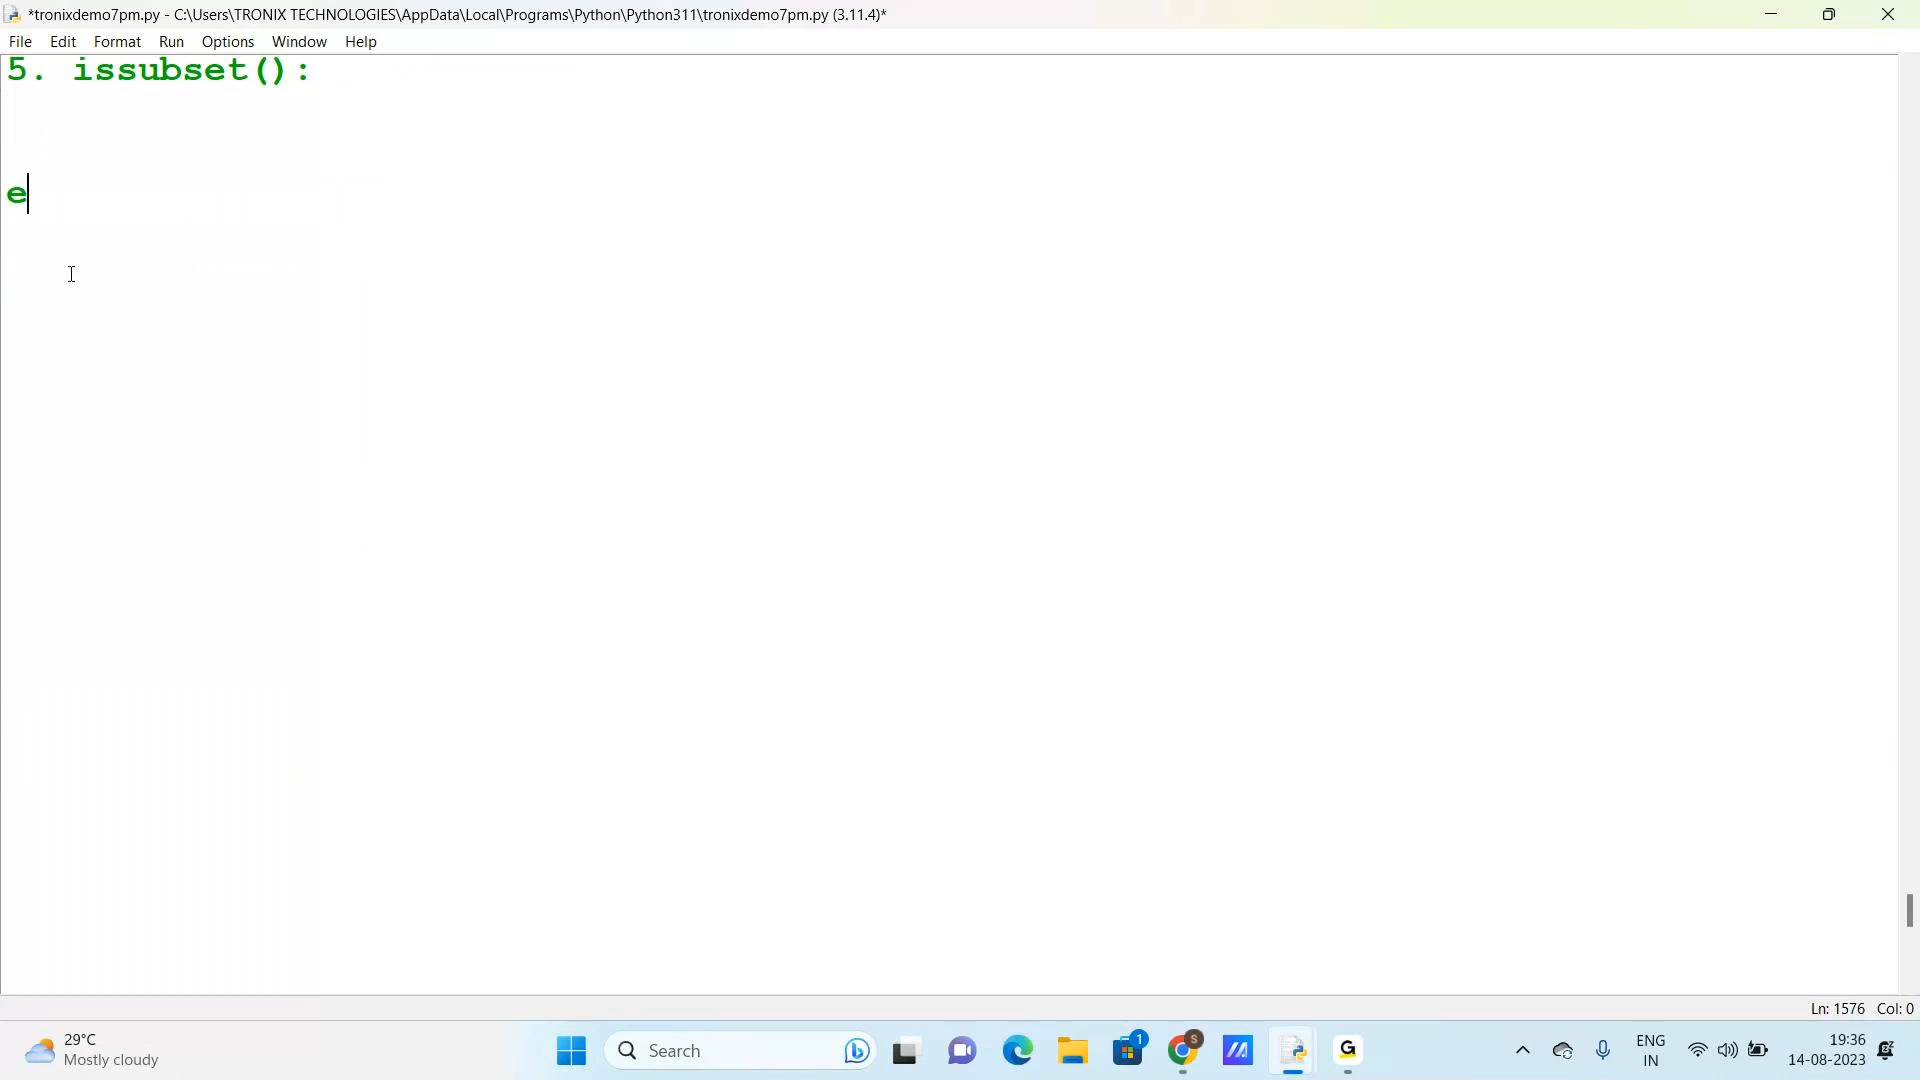 *tronixdemo7pm.py - C:\Users\TRONIX TECHNOLOGIES\AppData\Local\Programs\Python\Python311\tronixdemo7pm.py (3.11.4)*
File Edit Format Run Options Window Help
5. issubset():
e
Ln: 1576 Col: 0
29°C
Mostly cloudy
Search
1
S
G
ENG
IN
19:36
14-08-2023